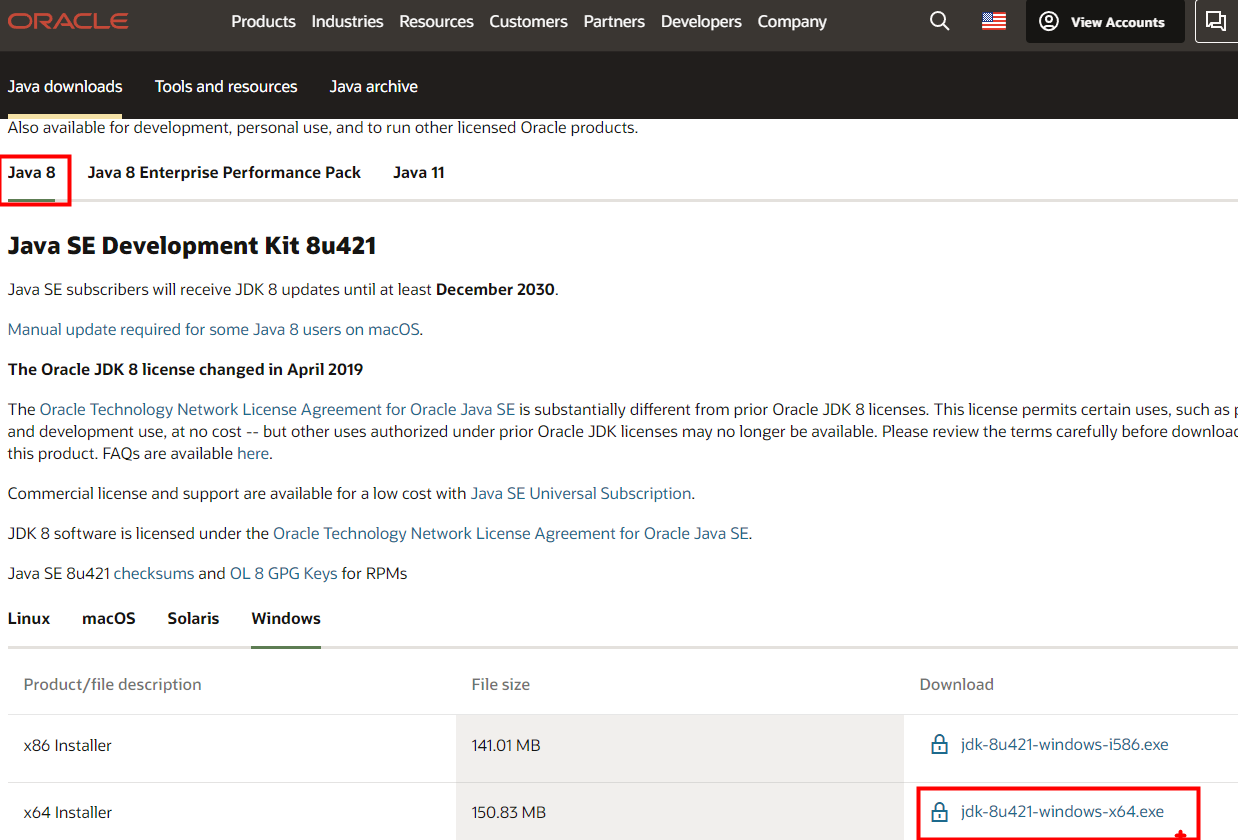 ORACLE Products Industries Resources Customers Partners Developers Company View Accounts
Java downloads Tools and resources Java archive
Also available for development, personal use, and to run other licensed Oracle products.
Java 8 Java 8 Enterprise Performance Pack Java 11
Java SE Development Kit 8u421
Java SE subscribers will receive JDK 8 updates until at least December 2030.
Manual update required for some Java 8 users on macOS.
The Oracle JDK 8 license changed in April 2019
The Oracle Technology Network License Agreement for Oracle Java SE is substantially different from prior Oracle JDK 8 licenses. This license permits certain uses, such as
and development use, at no cost -- but other uses authorized under prior Oracle JDK licenses may no longer be available. Please review the terms carefully before
this product. FAQs are available here.
Commercial license and support are available for a low cost with Java SE Universal Subscription.
JDK 8 software is licensed under the Oracle Technology Network License Agreement for Oracle Java SE.
Java SE 8u421 checksums and OL 8 GPG Keys for RPMs
Linux macOS Solaris Windows
Product/file description File size Download
x86 Installer 141.01 MB jdk-8u421-windows-i586.exe
x64 Installer 150.83 MB jdk-8u421-windows-x64.exe